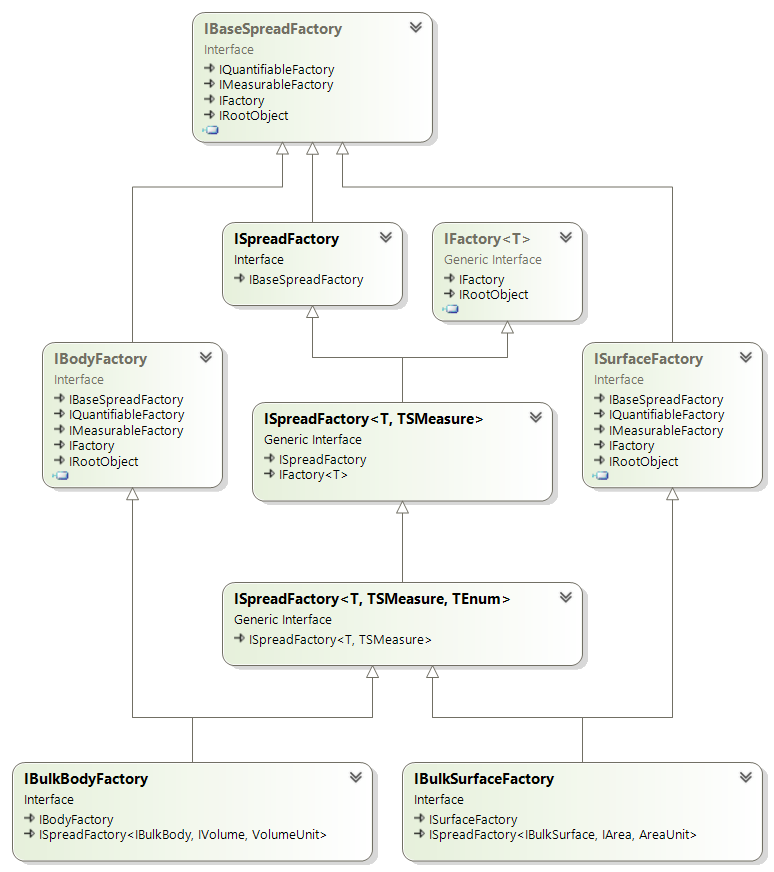 IBaseSpreadFactory
Interface
IQuantifiableFactory
IMeasurableFactory
IFactory
IRootObject
ISpreadFactory
Interface
IBaseSpreadFactory
IFactory<T>
Generic Interface
IFactory
IRootObject
IBodyFactory
Interface
IBaseSpreadFactory
IQuantifiableFactory
IMeasurableFactory
IFactory
IRootObject
ISurfaceFactory
Interface
IBaseSpreadFactory
IQuantifiableFactory
IMeasurableFactory
IFactory
IRootObject
ISpreadFactory<T, TSMeasure>
Generic Interface
ISpreadFactory
IFactory<T>
ISpreadFactory<T, TSMeasure, TEnum>
Generic Interface
ISpreadFactory<T, TSMeasure>
IBulkBodyFactory
Interface
IBodyFactory
ISpreadFactory<IBulkBody, IVolume, VolumeUnit>
IBulkSurfaceFactory
Interface
ISurfaceFactory
ISpreadFactory<IBulkSurface, IArea, AreaUnit>